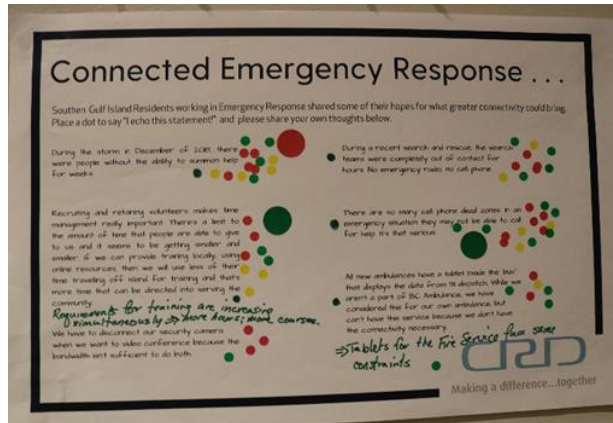 Connected Emergency Response . . .
Southern Gulf Island Residents working in Emergency Response shared some of their hopes for what greater connectivity could bring.
Place a dot to say "I echo this statement!" and please share your own thoughts below.
During the storm in December of 2018, there
were people without the ability to summon help
for weeks.
Recruiting and retaining volunteers makes time
management really important. There's a limit to
the amount of time that people are able to give
to us and it seems to be getting smaller and
smaller. If we can provide training locally, using
online resources, then we will use less of their
time traveling off island for training and that's
more time that can be directed into serving the
community.
Requirements for training are increasing
simultaneously => more hours; more courses.
We have to disconnect our security camera
when we want to video conference because the
bandwidth isn't sufficient to do both.
During a recent search and rescue, the search
teams were completely out of contact for
hours. No emergency radio, no cell phone
There are so many cell phone dead zones. In an
emergency situation they may not be able to call
for help. It's that serious.
All new ambulances have a tablet inside the
that displays the data from dispatch. While we
aren't a part of BC Ambulance, we have
considered this for our own ambulance, but
can't have this service because we don't have
the connectivity necessary.
=> Tablets for the Fire Service face same
constraints
CRD
Making a difference...together